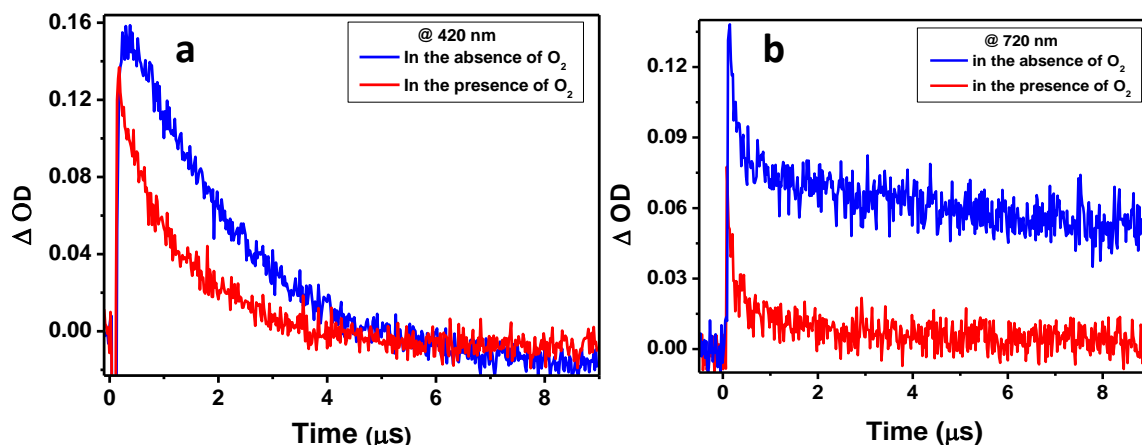 a
@ 420 nm
In the absence of O₂
In the presence of O₂
0.16
0.12
0.08
0.04
0.00
Δ OD
0
2
4
6
8
Time (μs)
b
@ 720 nm
in the absence of O₂
in the presence of O₂
0.12
0.09
0.06
0.03
0.00
Δ OD
0
2
4
6
8
Time (μs)